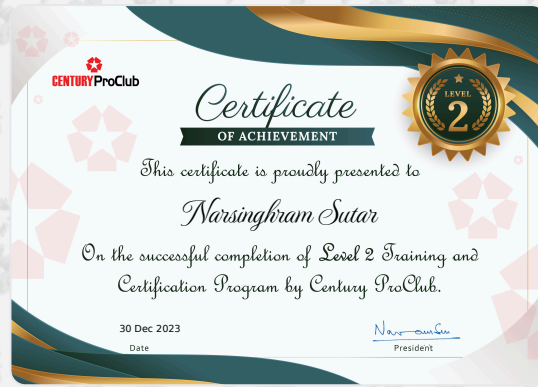 CENTURY ProClub
LEVEL
2
Certificate
OF ACHIEVEMENT
This certificate is proudly presented to
Narsinghram Sutar
On the successful completion of Level 2 Training and
Certification Program by Century ProClub.
30 Dec 2023
Date
President